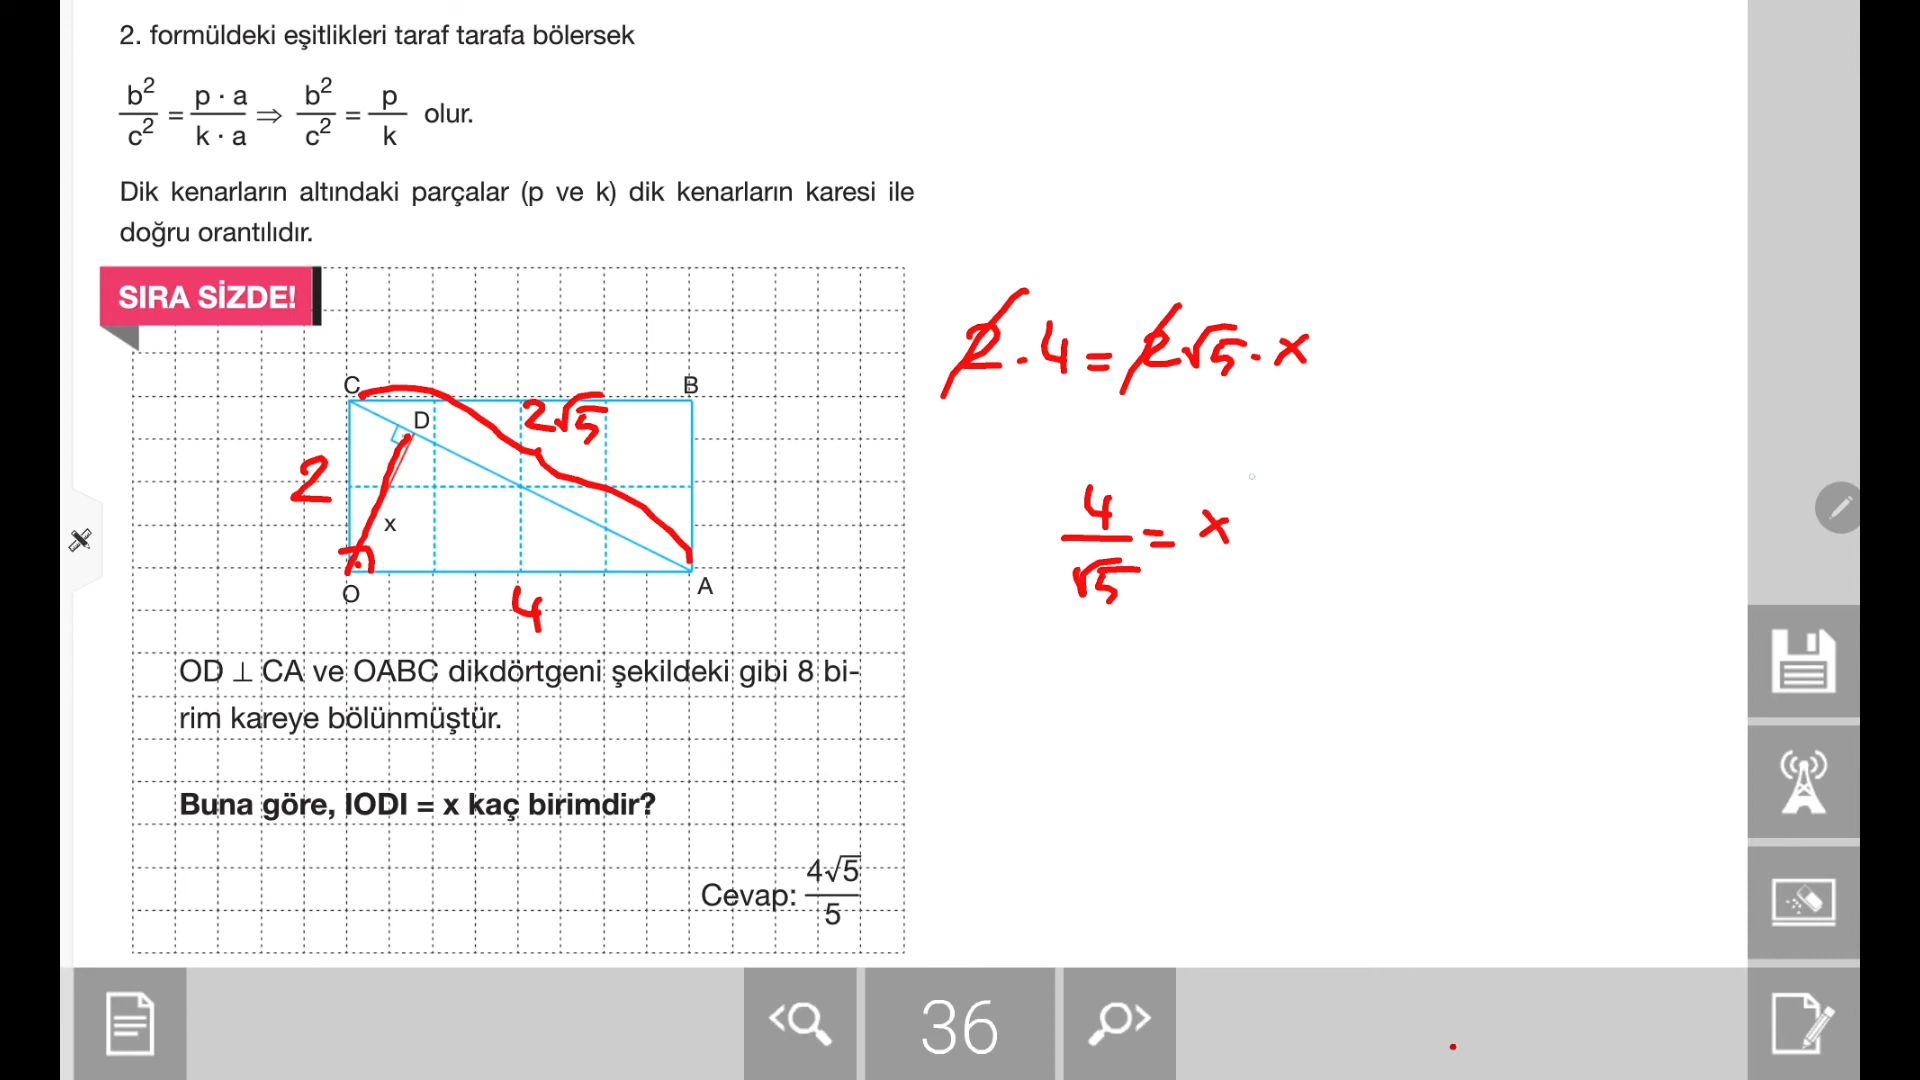 2. formüldeki eşitlikleri taraf tarafa bölersek
b²/c² = p · a/k · a ⇒ b²/c² = p/k olur.
Dik kenarların altındaki parçalar (p ve k) dik kenarların karesi ile
doğru orantılıdır.
SIRA SİZDE!
2 · 4 = 2√5 · x
C
B
D
2√5
2
x
4/√5 = x
O
A
4
OD ⊥ CA ve OABC dikdörtgeni şekildeki gibi 8 bi-
rim kareye bölünmüştür.
Buna göre, IODI = x kaç birimdir?
Cevap: 4√5/5
36